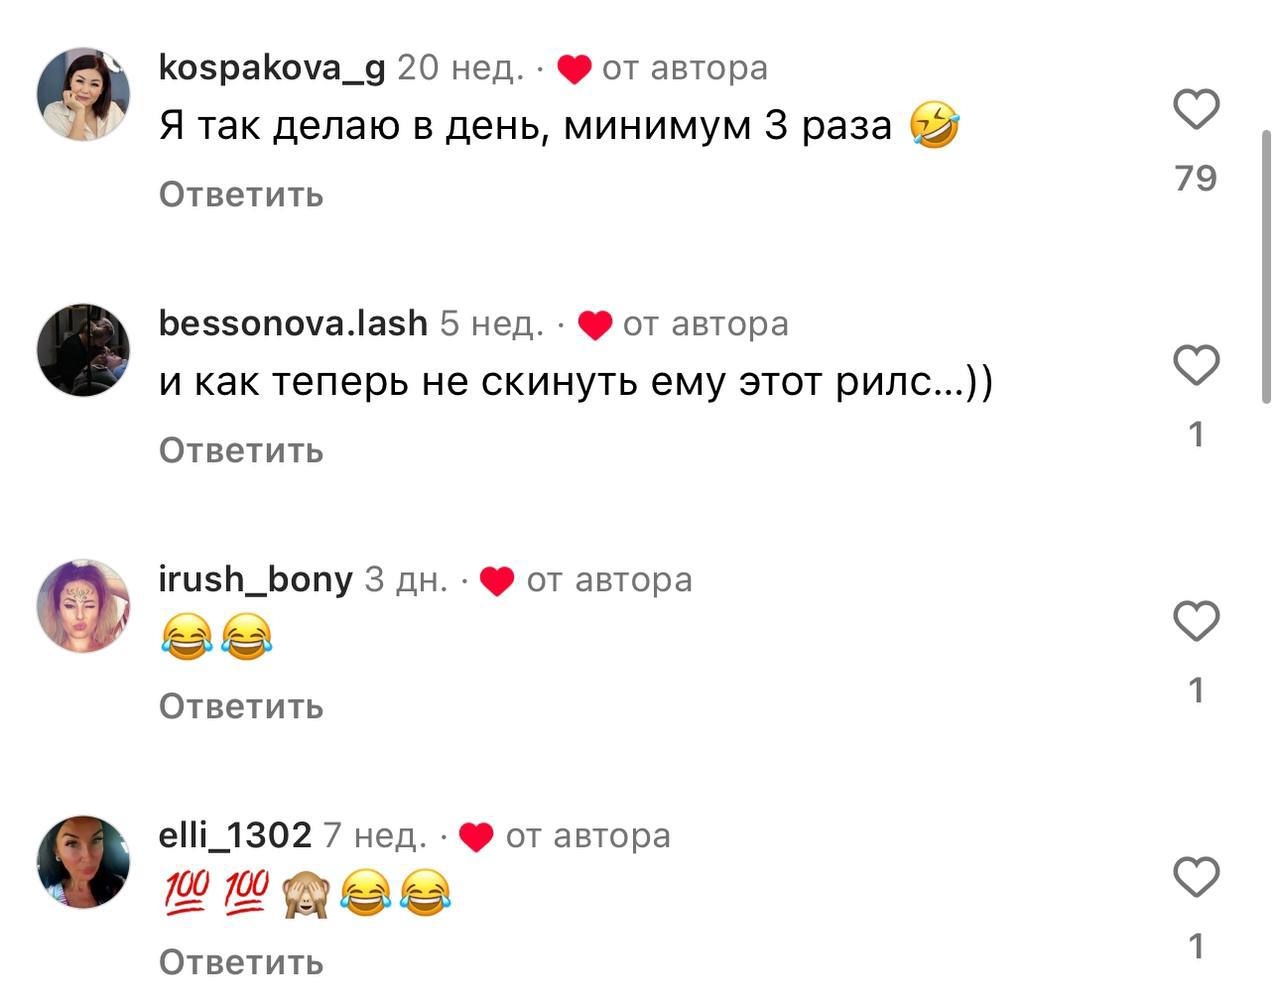 kospakova_g 20 нед. · ❤️ от автора
Я так делаю в день, минимум 3 раза 🤣
79
Ответить
bessonova.lash 5 нед. · ❤️ от автора
и как теперь не скинуть ему этот рилс...))
1
Ответить
irush_bony 3 дн. · ❤️ от автора
😂😂
1
Ответить
elli_1302 7 нед. · ❤️ от автора
💯💯🙈😂😂
1
Ответить